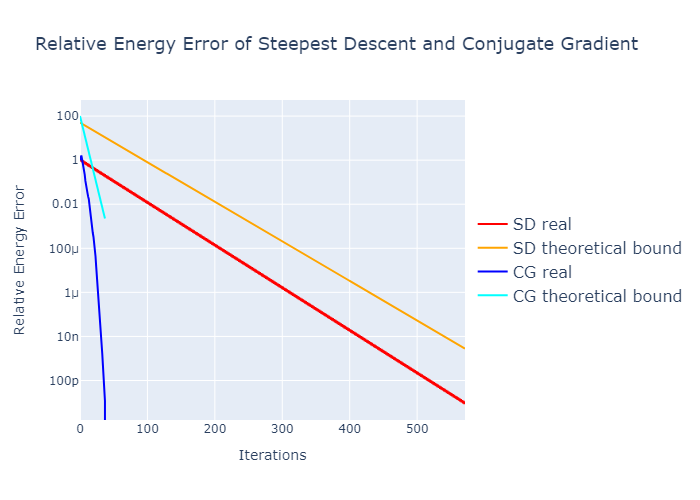 Relative Energy Error of Steepest Descent and Conjugate Gradient
Relative Energy Error
100
1
0.01
100μ
1μ
10n
100p
0
100
200
300
400
500
Iterations
SD real
SD theoretical bound
CG real
CG theoretical bound